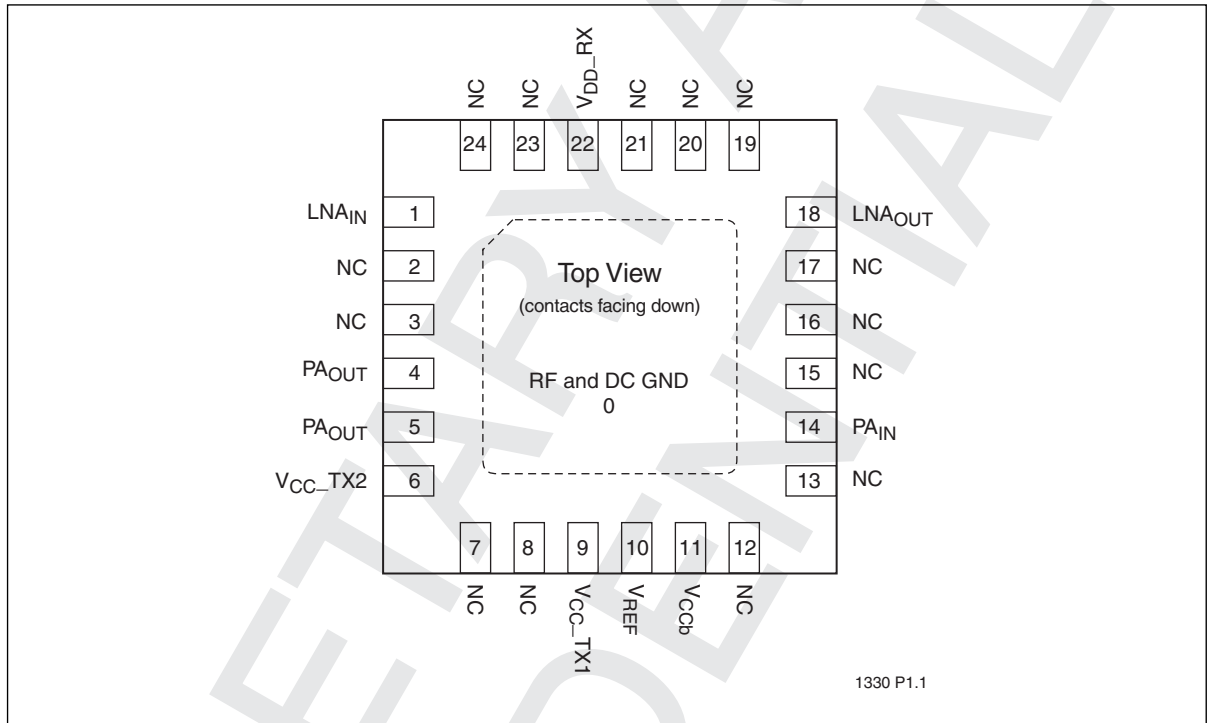 NC NC VDD_RX NC NC NC
24 23 22 21 20 19
LNAIN 1 18 LNAOUT
NC 2 Top View 17 NC
(contacts facing down)
NC 3 16 NC
PAOUT 4 RF and DC GND 15 NC
0
PAOUT 5 14 PAIN
VCC_TX2 6 13 NC
7 8 9 10 11 12
NC NC VCC_TX1 VREF VCCb NC
1330 P1.1